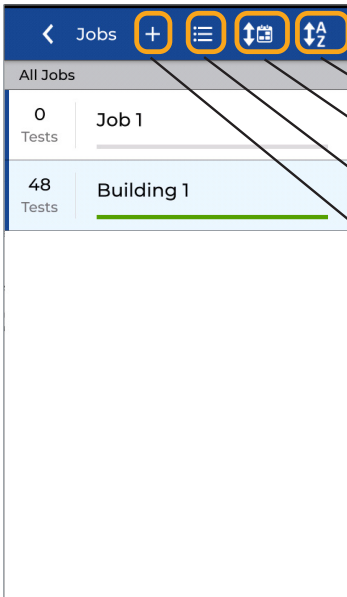 Jobs
A
Z
All Jobs
0
Tests
Job 1
48
Tests
Building 1